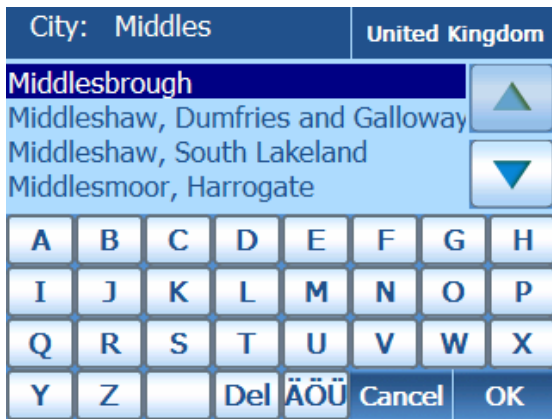 City: Middles United Kingdom
Middlesbrough
Middleshaw, Dumfries and Galloway
Middleshaw, South Lakeland
Middlesmoor, Harrogate
A B C D E F G H
I J K L M N O P
Q R S T U V W X
Y Z Del ÄÖÜ Cancel OK